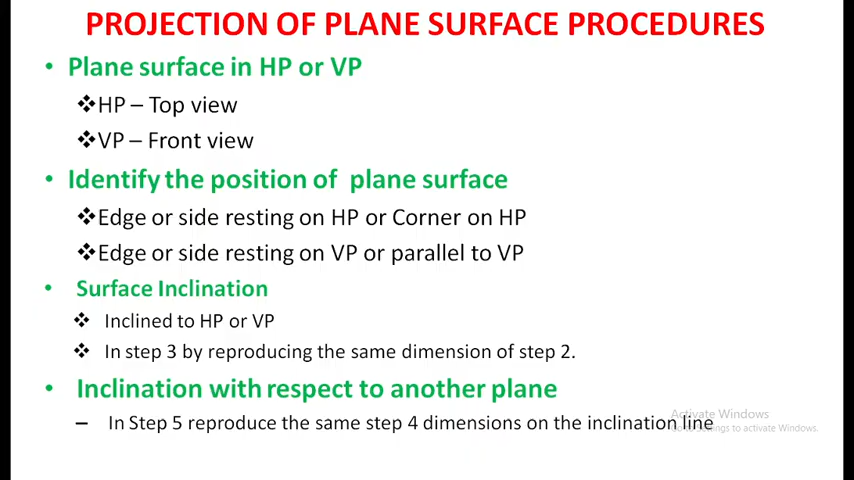 PROJECTION OF PLANE SURFACE PROCEDURES
• Plane surface in HP or VP
❖HP – Top view
❖VP – Front view
• Identify the position of plane surface
❖Edge or side resting on HP or Corner on HP
❖Edge or side resting on VP or parallel to VP
• Surface Inclination
❖ Inclined to HP or VP
❖ In step 3 by reproducing the same dimension of step 2.
• Inclination with respect to another plane
– In Step 5 reproduce the same step 4 dimensions on the inclination line
Activate Windows
Go to Settings to activate Windows.